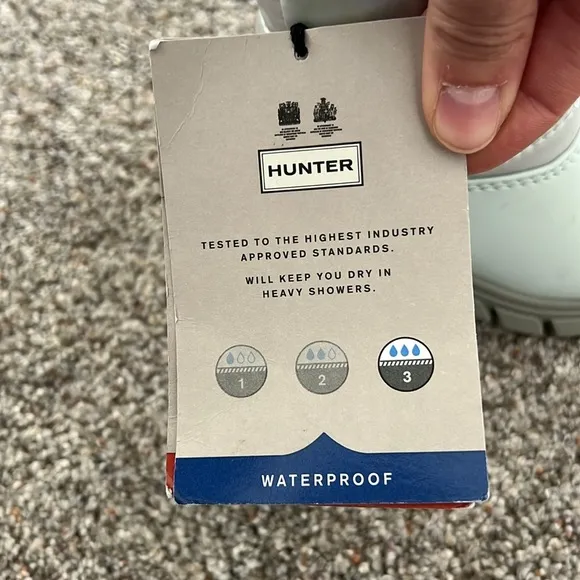 HUNTER
TESTED TO THE HIGHEST INDUSTRY
APPROVED STANDARDS.
WILL KEEP YOU DRY IN
HEAVY SHOWERS.
1 2 3
WATERPROOF